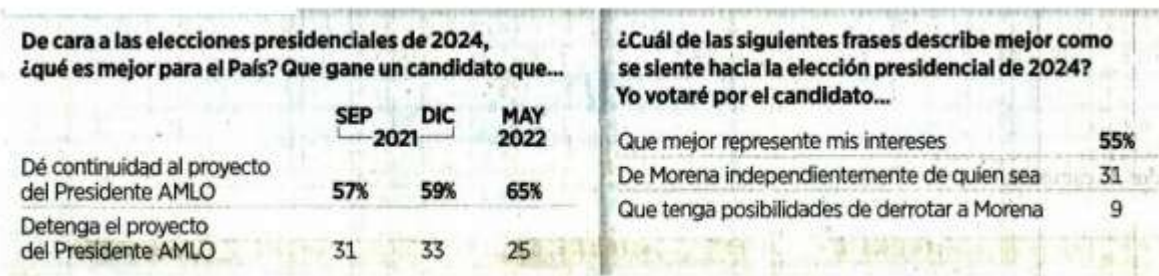 De cara a las elecciones presidenciales de 2024,
¿qué es mejor para el País? Que gane un candidato que...
SEP DIC MAY
2021 2022
Dé continuidad al proyecto
del Presidente AMLO 57% 59% 65%
Detenga el proyecto
del Presidente AMLO 31 33 25
¿Cuál de las siguientes frases describe mejor como
se siente hacia la elección presidencial de 2024?
Yo votaré por el candidato...
Que mejor represente mis intereses 55%
De Morena independientemente de quien sea 31
Que tenga posibilidades de derrotar a Morena 9